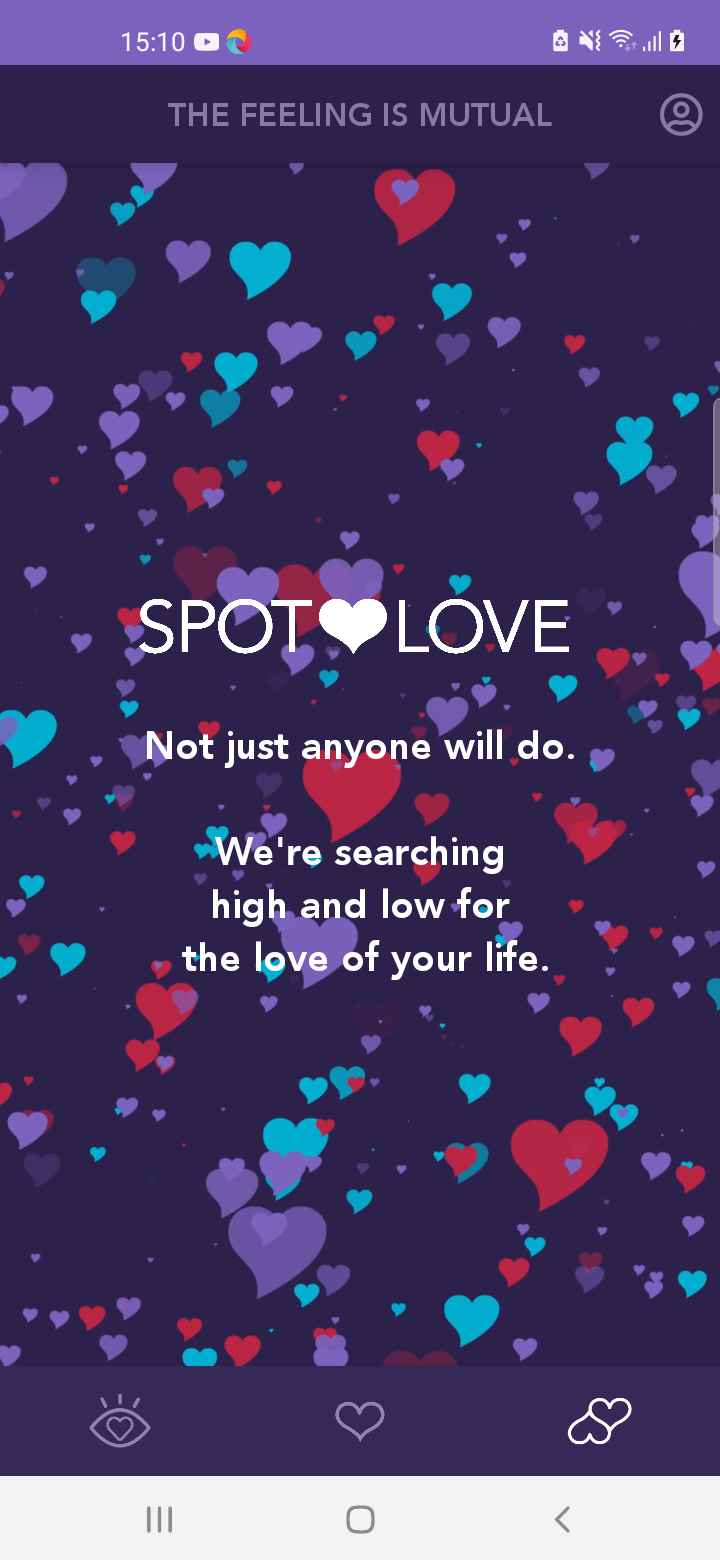 15:10
THE FEELING IS MUTUAL
SPOT LOVE
Not just anyone will do.
We're searching
high and low for
the love of your life.